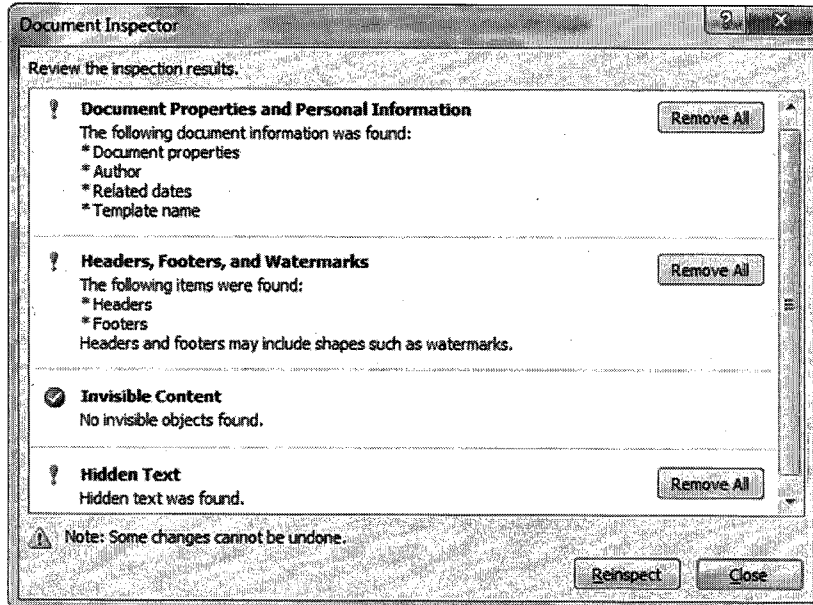 Document Inspector
Review the inspection results.
Document Properties and Personal Information
Remove All
The following document information was found:
* Document properties
* Author
* Related dates
* Template name
Headers, Footers, and Watermarks
Remove All
The following items were found:
* Headers
* Footers
Headers and footers may include shapes such as watermarks.
Invisible Content
No invisible objects found.
Hidden Text
Remove All
Hidden text was found.
Note: Some changes cannot be undone.
Reinspect
Close